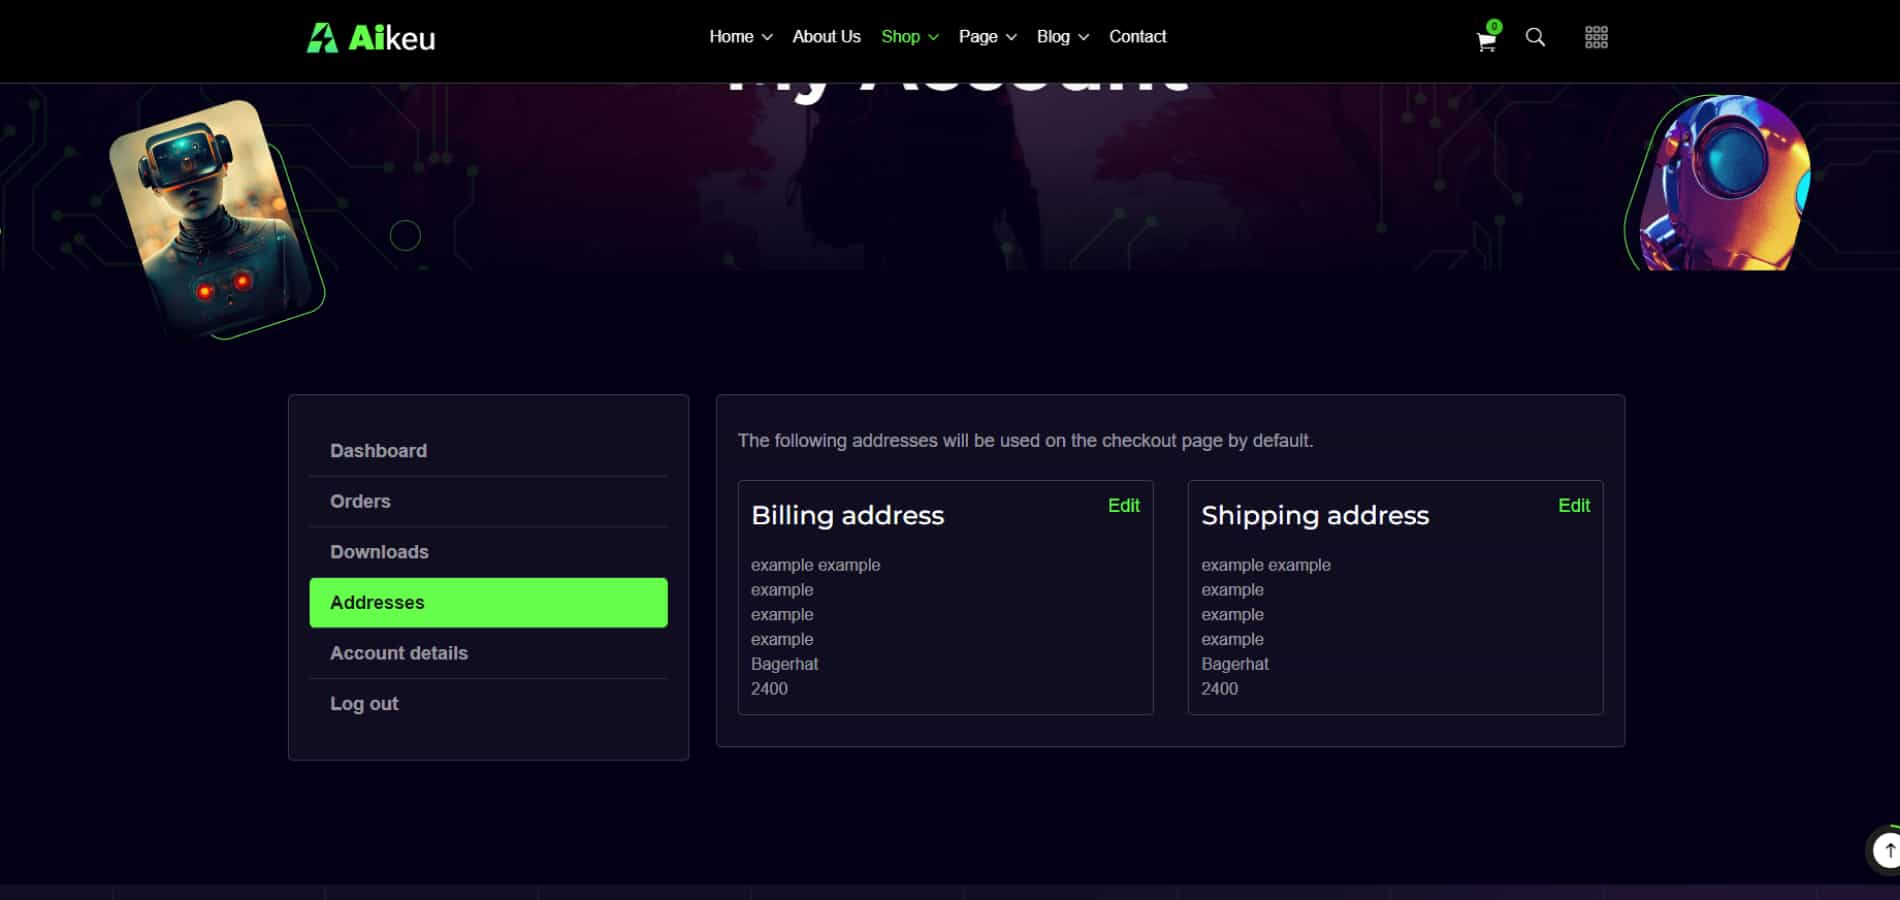 Aikeu
Home
About Us
Shop
Page
Blog
Contact
0
My Account
Dashboard
Orders
Downloads
Addresses
Account details
Log out
The following addresses will be used on the checkout page by default.
Billing address
Edit
example example
example
example
example
Bagerhat
2400
Shipping address
Edit
example example
example
example
example
Bagerhat
2400